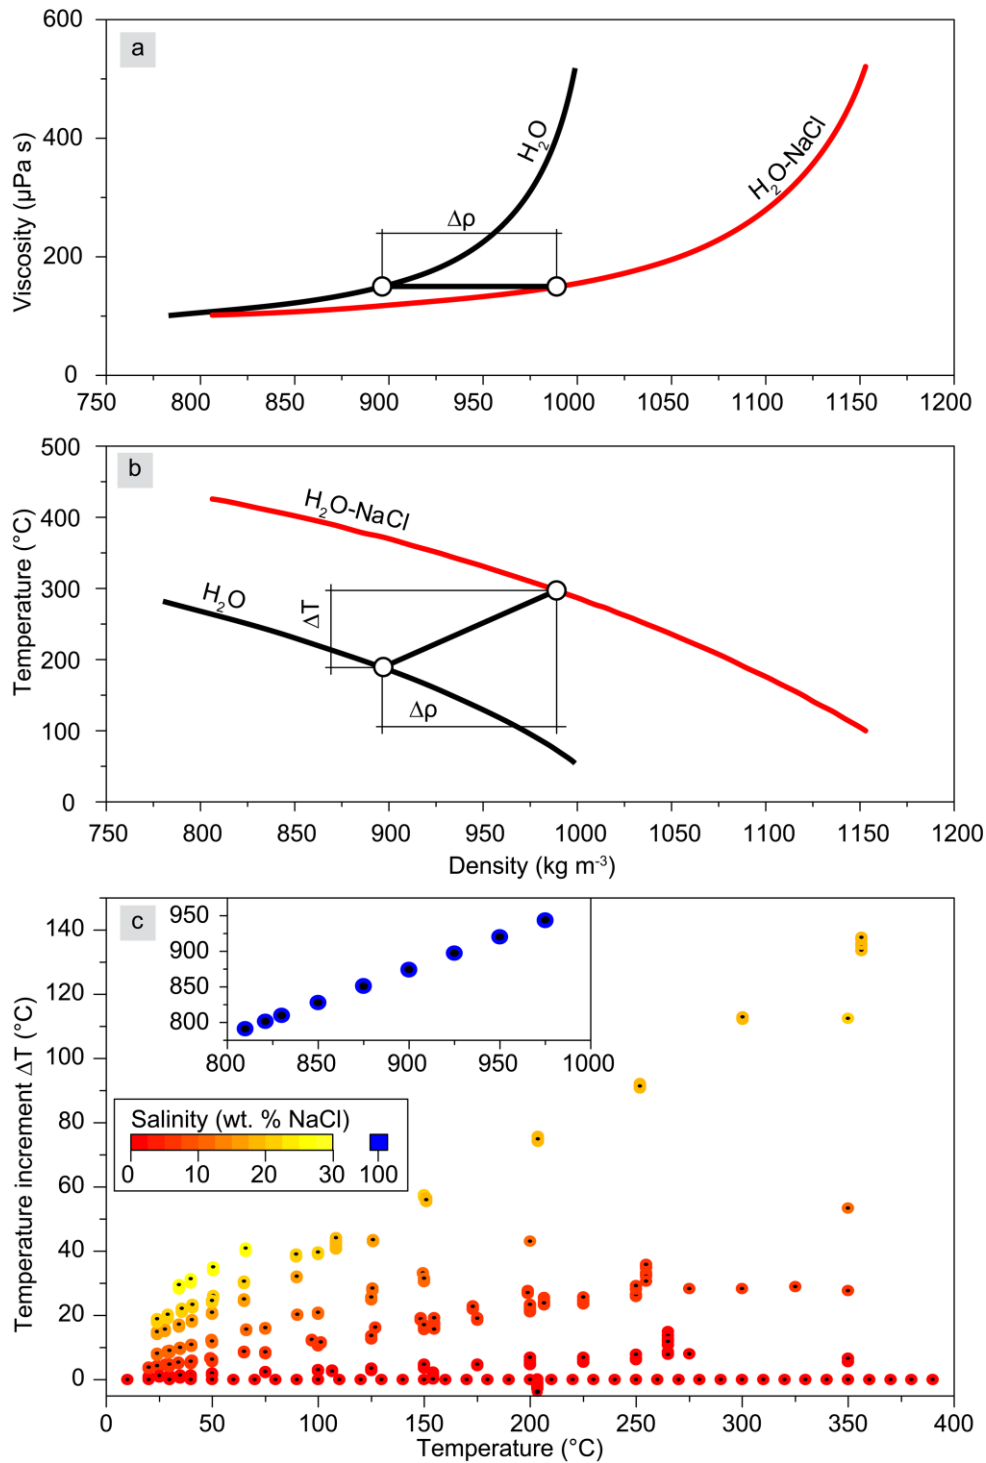 a
600
400
200
0
Viscosity (μPa s)
H₂O
H₂O-NaCl
Δρ
750 800 850 900 950 1000 1050 1100 1150 1200
b
500
400
300
200
100
0
Temperature (°C)
H₂O-NaCl
H₂O
ΔT
Δρ
750 800 850 900 950 1000 1050 1100 1150 1200
Density (kg m⁻³)
c
140
120
100
80
60
40
20
0
Temperature increment ΔT (°C)
950
900
850
800
800 850 900 950 1000
Salinity (wt. % NaCl)
0 10 20 30 100
0 50 100 150 200 250 300 350 400
Temperature (°C)